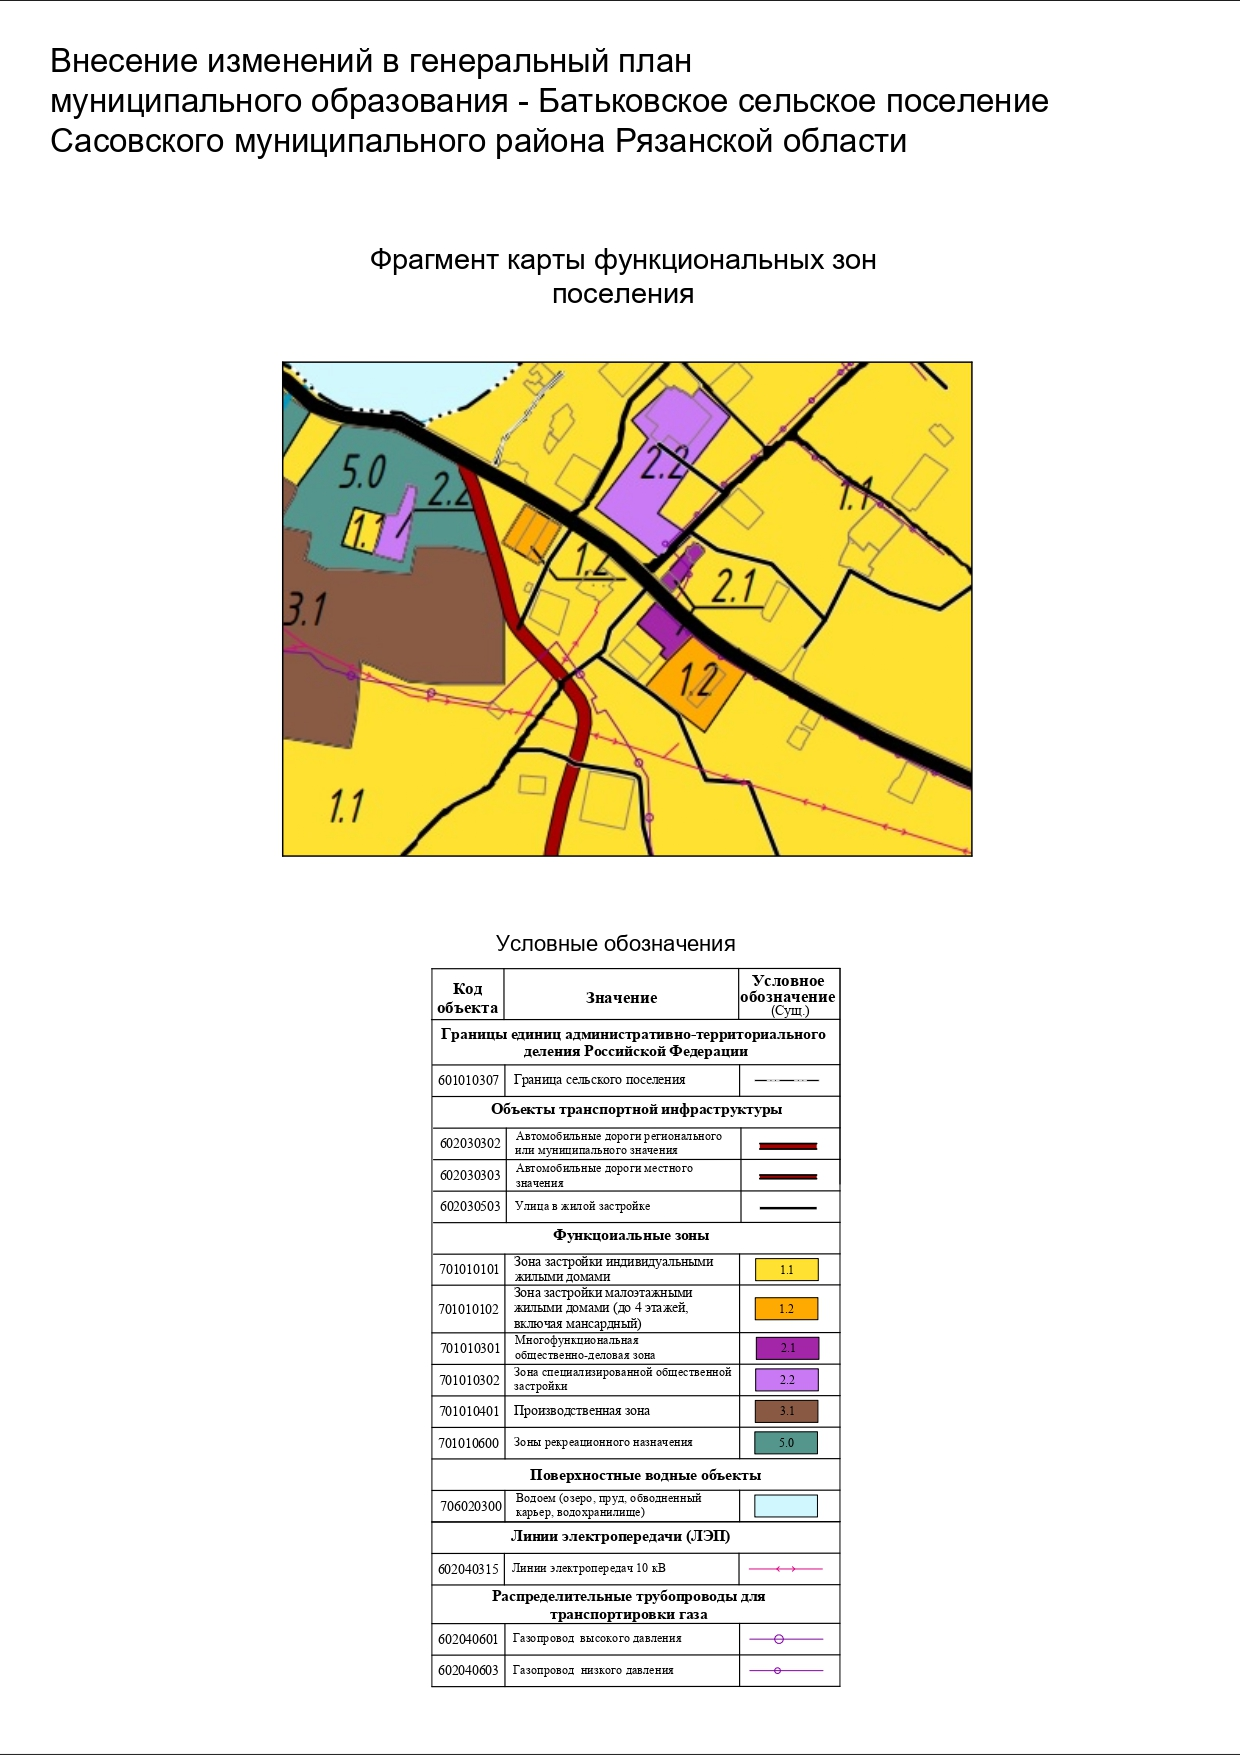 Внесение изменений в генеральный план
муниципального образования - Батьковское сельское поселение
Сасовского муниципального района Рязанской области
Фрагмент карты функциональных зон
поселения
5.0
2.2
2.2
1.1
1.2
2.1
3.1
1.2
1.1
Условные обозначения
Код
объекта
Значение
Условное
обозначение
(Сущ.)
Границы единиц административно-территориального
деления Российской Федерации
601010307 Граница сельского поселения
Объекты транспортной инфраструктуры
602030302 Автомобильные дороги регионального
или муниципального значения
602030303 Автомобильные дороги местного
значения
602030503 Улица в жилой застройке
Функцоиальные зоны
701010101 Зона застройки индивидуальными
жилыми домами
1.1
701010102 Зона застройки малоэтажными
жилыми домами (до 4 этажей,
включая мансардный)
1.2
701010301 Многофункциональная
общественно-деловая зона
2.1
701010302 Зона специализированной общественной
застройки
2.2
701010401 Производственная зона 3.1
701010600 Зоны рекреационного назначения 5.0
Поверхностные водные объекты
706020300 Водоем (озеро, пруд, обводненный
карьер, водохранилище)
Линии электропередачи (ЛЭП)
602040315 Линии электропередач 10 кВ
Распределительные трубопроводы для
транспортировки газа
602040601 Газопровод высокого давления
602040603 Газопровод низкого давления